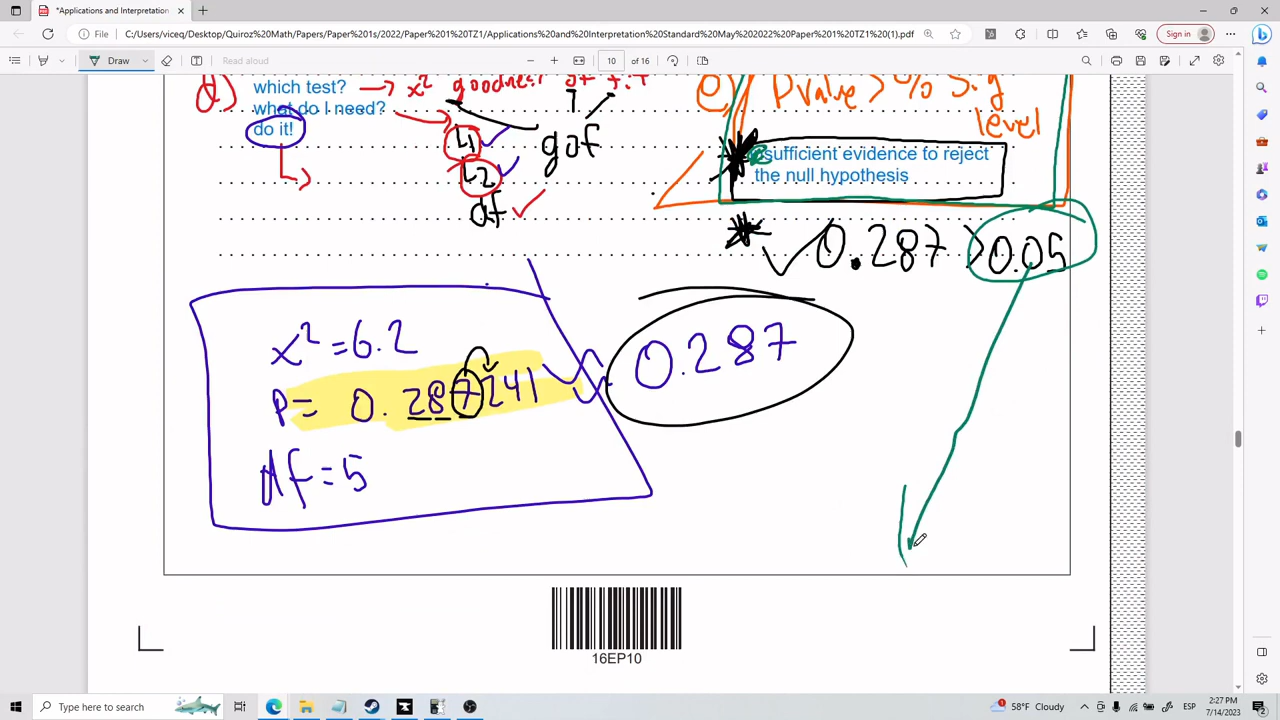 *Applications and Interpretation
C:/Users/viceq/Desktop/Quiroz%20Math/Papers/Paper%201s/2022/Paper%201%20TZ1/Applications%20and%20Interpretation%20Standard%20May%202022%20Paper%201%20TZ1%20(1).pdf
Sign in
Draw
Read aloud
10 of 16
d) which test? → x² goodness of fit
what do I need?
do it!
L1
L2
df
gof
e) Pvalue > % sig
level
sufficient evidence to reject
the null hypothesis
0.287 > 0.05
x² = 6.2
p = 0.287241
df = 5
0.287
16EP10
Type here to search
58°F Cloudy
ESP
2:27 PM
7/14/2023